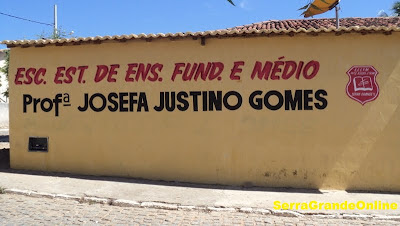 ESC. EST. DE ENS. FUND. E MÉDIO
Profª JOSEFA JUSTINO GOMES
SerraGrandeOnline